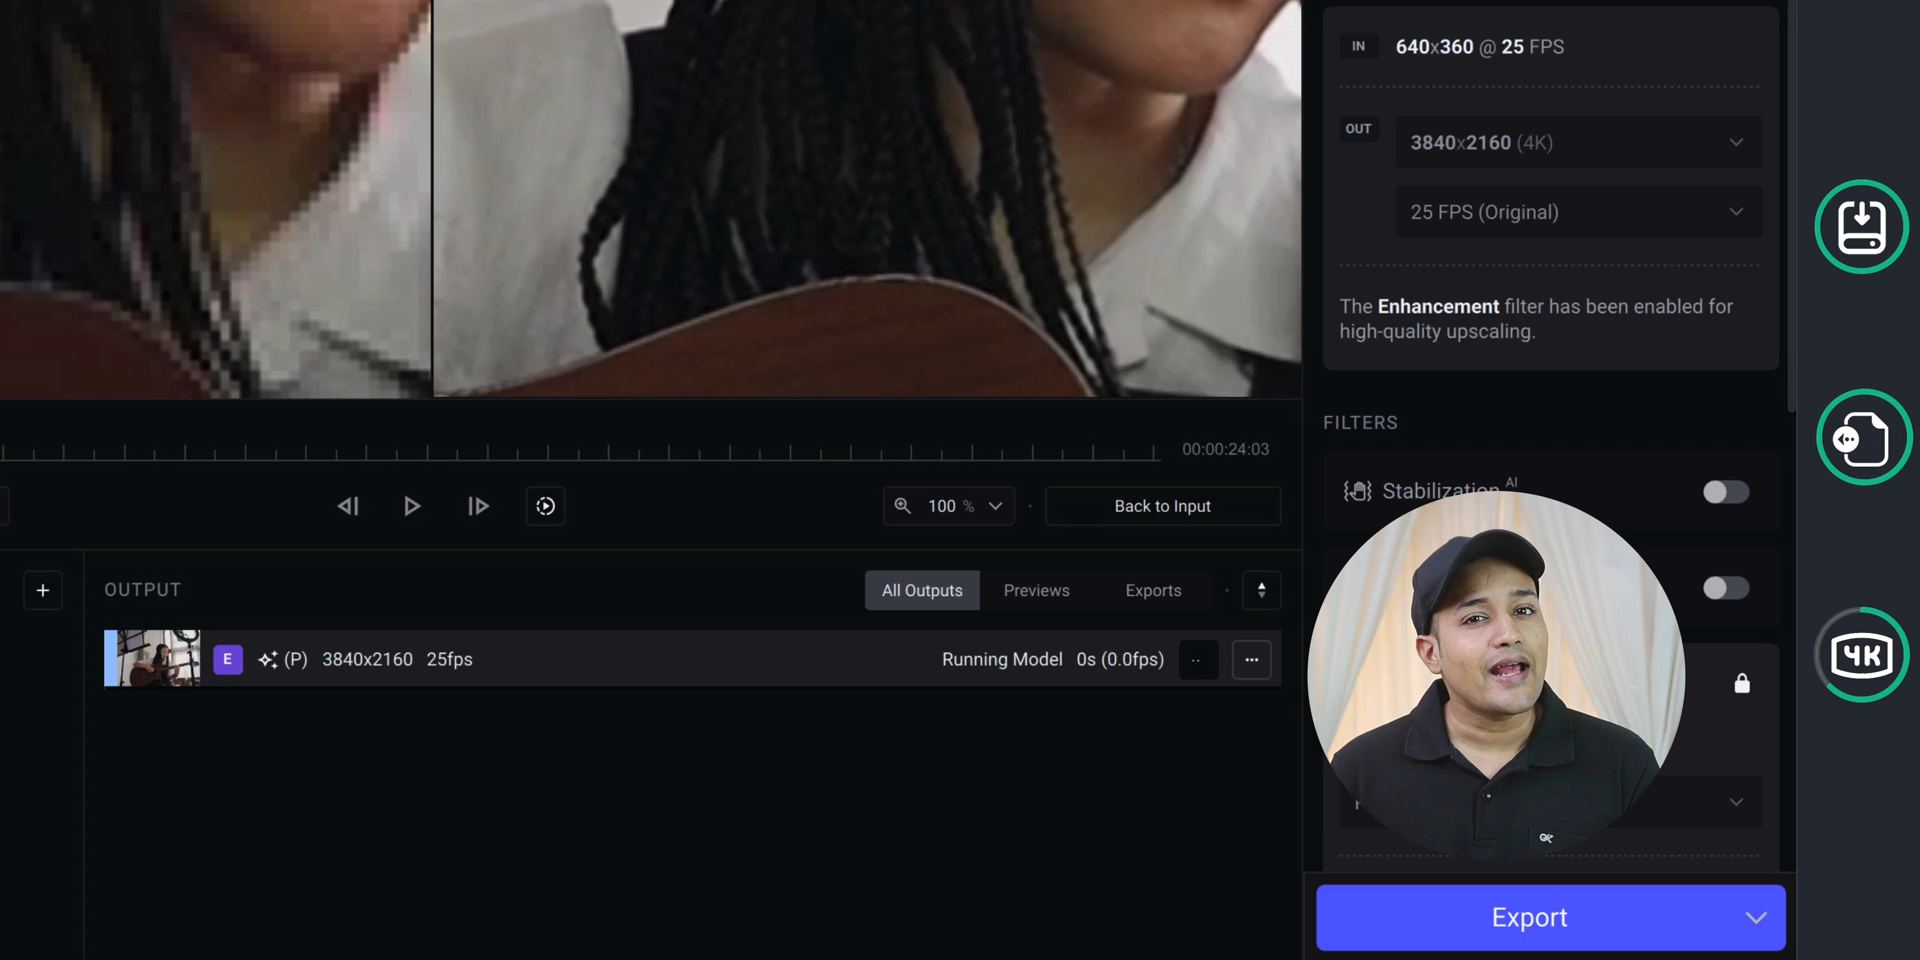 IN 640x360 @ 25 FPS
OUT 3840x2160 (4K)
25 FPS (Original)
The Enhancement filter has been enabled for
high-quality upscaling.
FILTERS
Stabilization AI
00:00:24:03
100 %
Back to Input
+ OUTPUT
All Outputs Previews Exports
E (P) 3840x2160 25fps Running Model 0s (0.0fps)
4K
Export